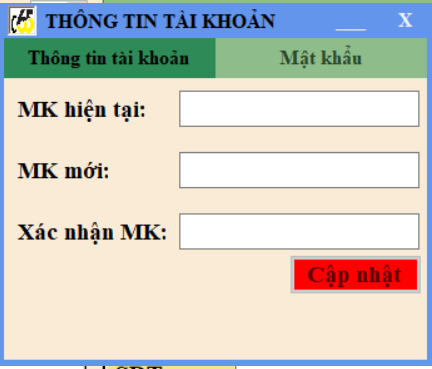 THÔNG TIN TÀI KHOẢN
X
Thông tin tài khoản
Mật khẩu
MK hiện tại:
MK mới:
Xác nhận MK:
Cập nhật